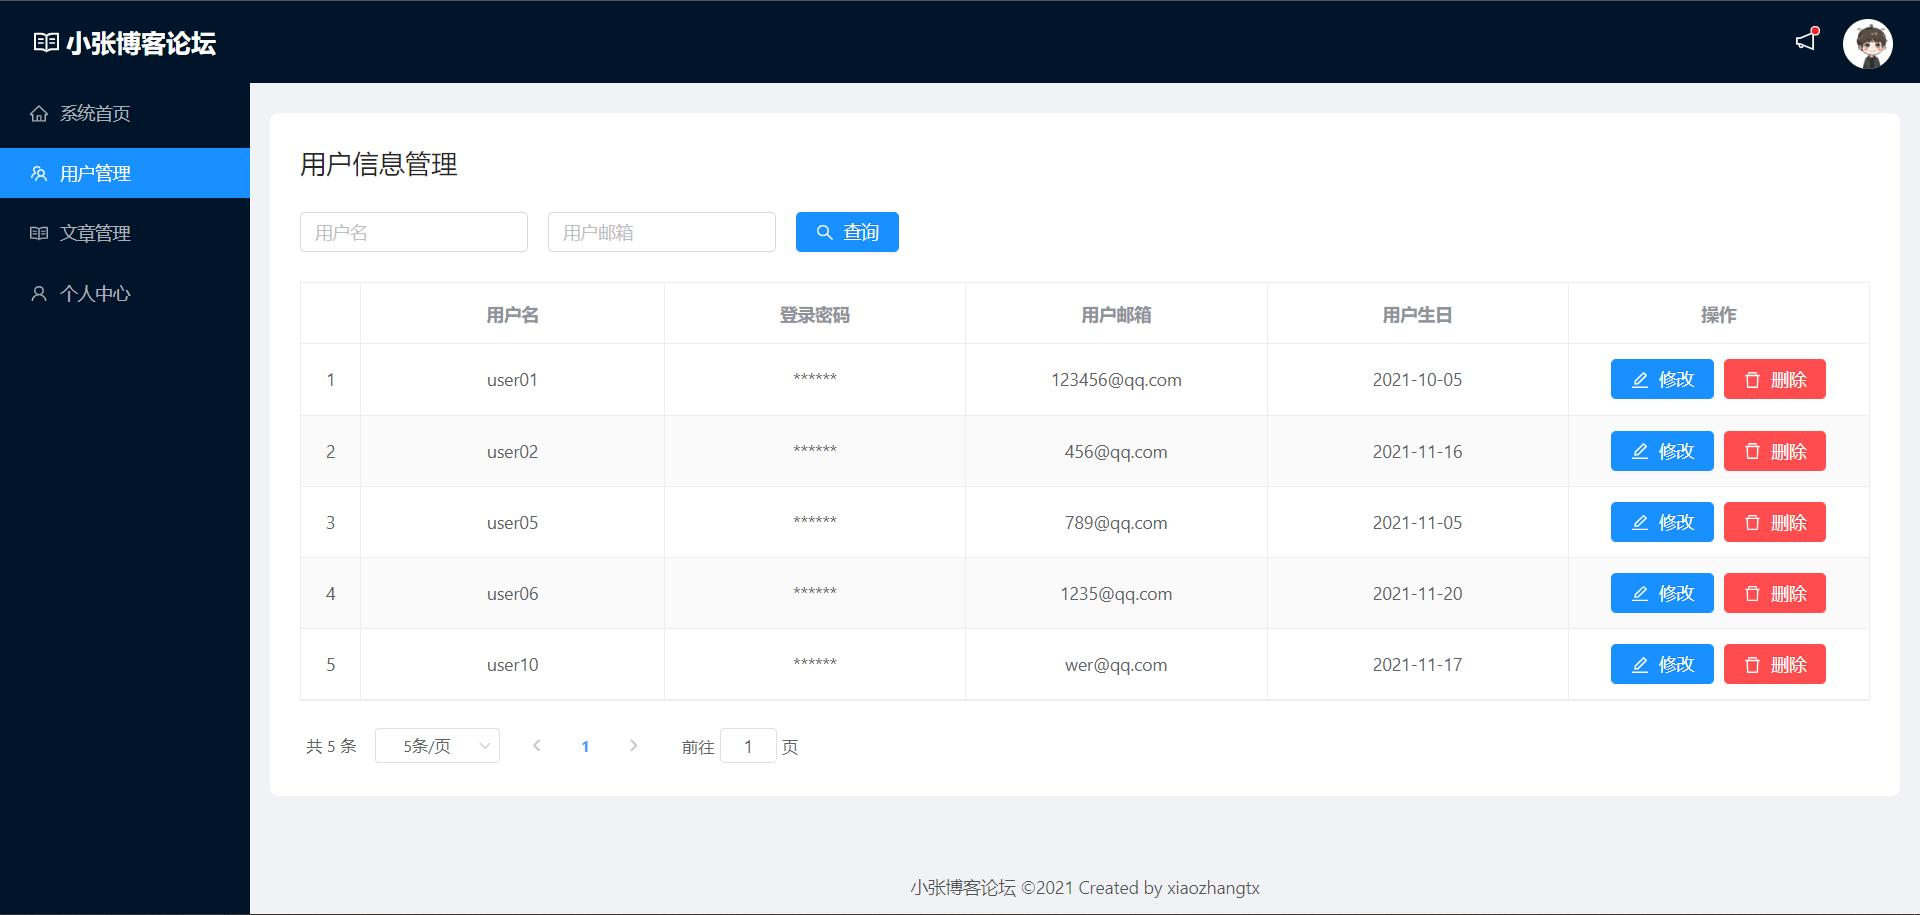 小张博客论坛
系统首页
用户管理
文章管理
个人中心
用户信息管理
用户名 用户邮箱 查询
用户名 登录密码 用户邮箱 用户生日 操作
1 user01 ****** 123456@qq.com 2021-10-05 修改 删除
2 user02 ****** 456@qq.com 2021-11-16 修改 删除
3 user05 ****** 789@qq.com 2021-11-05 修改 删除
4 user06 ****** 1235@qq.com 2021-11-20 修改 删除
5 user10 ****** wer@qq.com 2021-11-17 修改 删除
共 5 条 5条/页 1 前往 1 页
小张博客论坛 ©2021 Created by xiaozhangtx